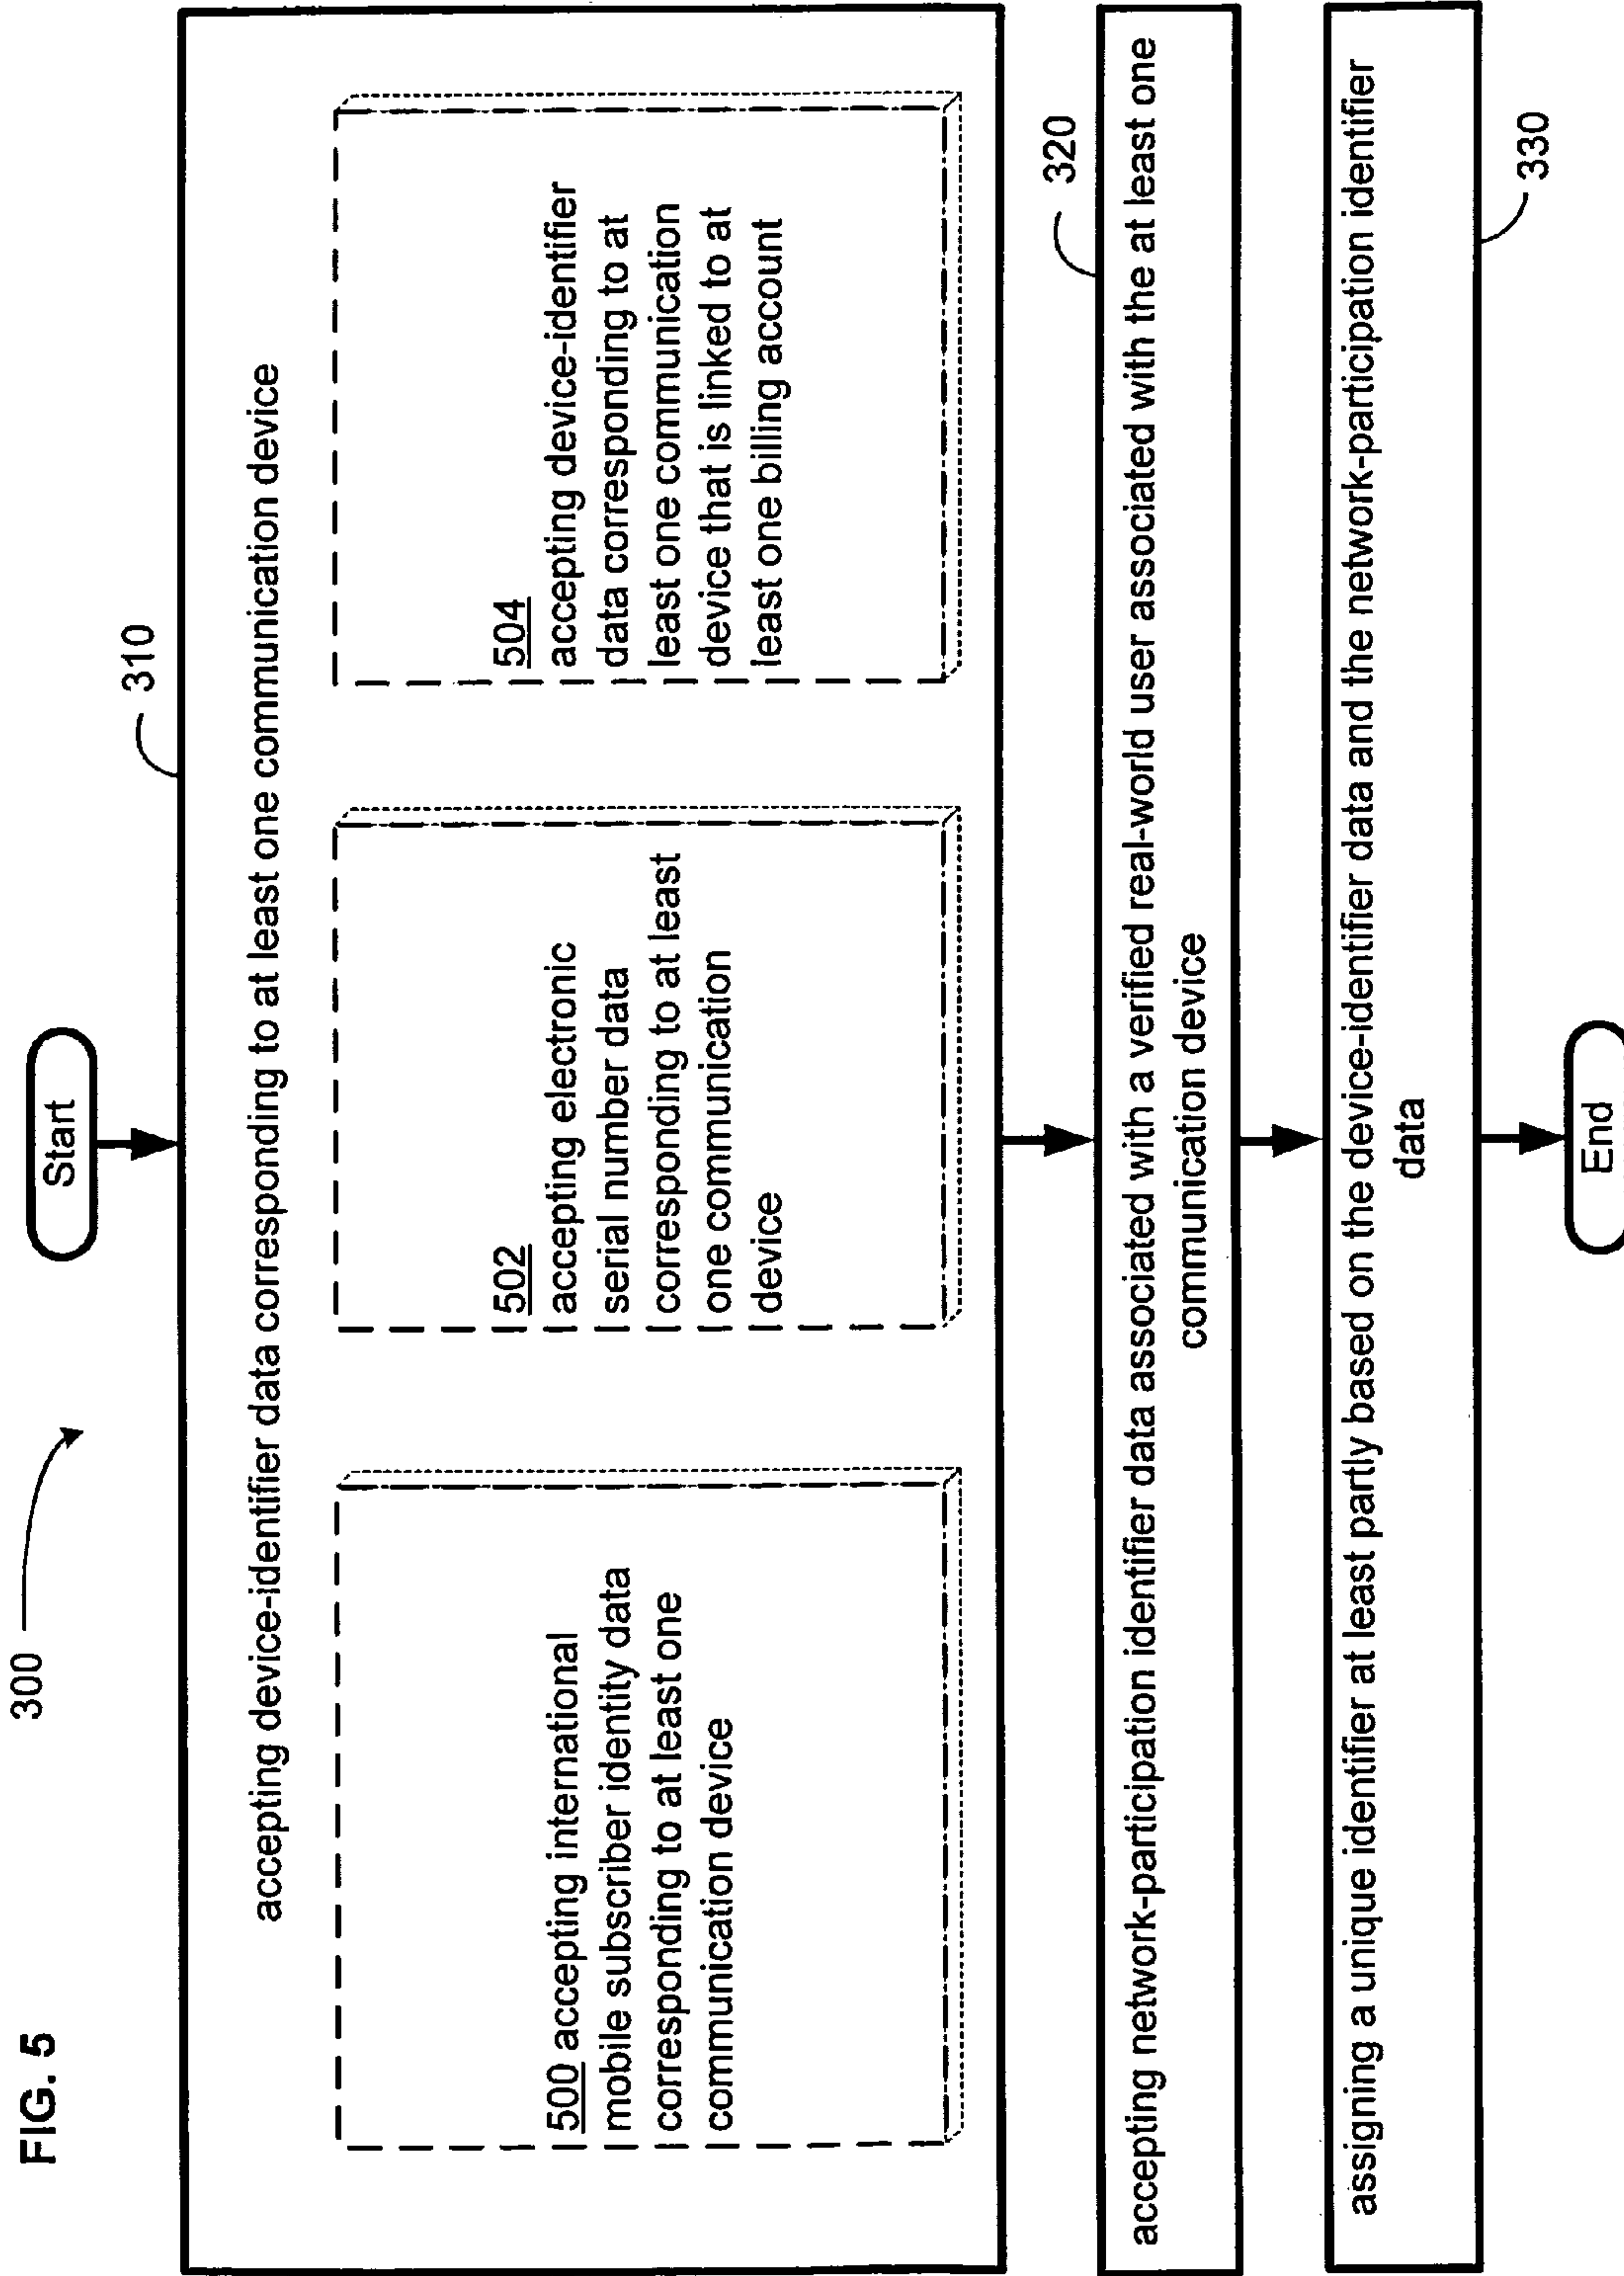 FIG. 5
300
Start
310
accepting device-identifier data corresponding to at least one communication device
500 accepting international
mobile subscriber identity data
corresponding to at least one
communication device
502
accepting electronic
serial number data
corresponding to at least
one communication
device
504
accepting device-identifier
data corresponding to at
least one communication
device that is linked to at
least one billing account
320
accepting network-participation identifier data associated with a verified real-world user associated with the at least one
communication device
assigning a unique identifier at least partly based on the device-identifier data and the network-participation identifier
data
330
End